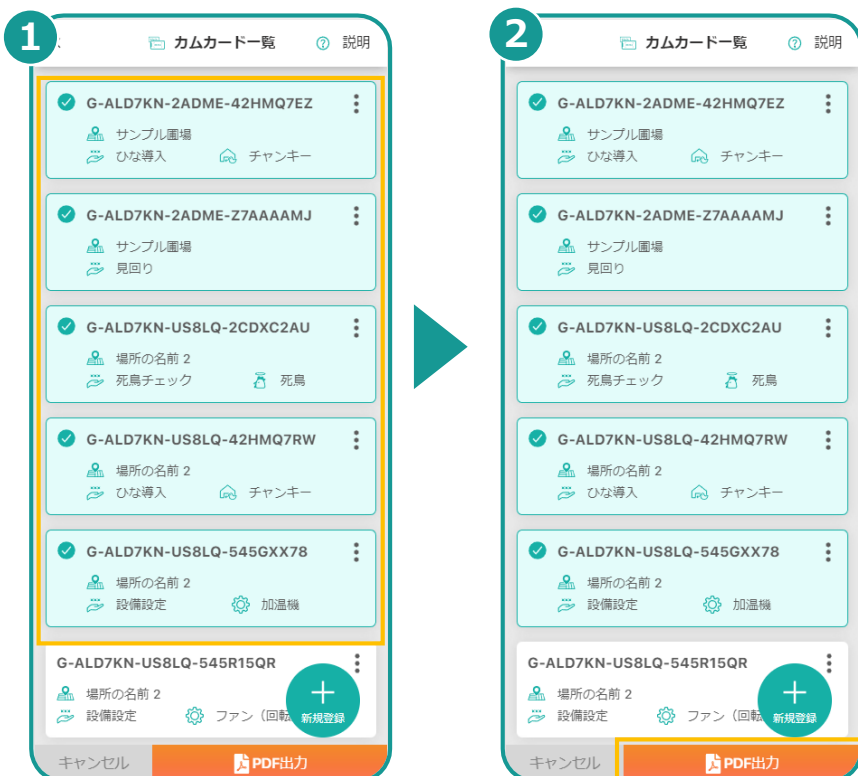 1
カムカード一覧 説明
G-ALD7KN-2ADME-42HMQ7EZ
サンプル圃場
ひな導入 チャンキー
G-ALD7KN-2ADME-Z7AAAAMJ
サンプル圃場
見回り
G-ALD7KN-US8LQ-2CDXC2AU
場所の名前 2
死鳥チェック 死鳥
G-ALD7KN-US8LQ-42HMQ7RW
場所の名前 2
ひな導入 チャンキー
G-ALD7KN-US8LQ-545GXX78
場所の名前 2
設備設定 加温機
G-ALD7KN-US8LQ-545R15QR
場所の名前 2
設備設定 ファン（回転
新規登録
キャンセル PDF出力
2
カムカード一覧 説明
G-ALD7KN-2ADME-42HMQ7EZ
サンプル圃場
ひな導入 チャンキー
G-ALD7KN-2ADME-Z7AAAAMJ
サンプル圃場
見回り
G-ALD7KN-US8LQ-2CDXC2AU
場所の名前 2
死鳥チェック 死鳥
G-ALD7KN-US8LQ-42HMQ7RW
場所の名前 2
ひな導入 チャンキー
G-ALD7KN-US8LQ-545GXX78
場所の名前 2
設備設定 加温機
G-ALD7KN-US8LQ-545R15QR
場所の名前 2
設備設定 ファン（回転
新規登録
キャンセル PDF出力